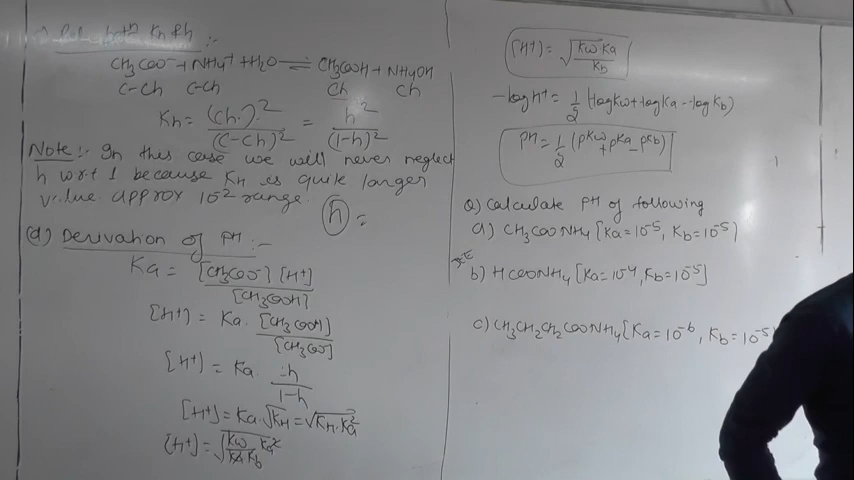 both Kn & h :-
CH3COO⁻ + NH4⁺ + H2O ⇌ CH3COOH + NH4OH
C-Ch C-Ch Ch Ch
Kh = (Ch)² / (C-Ch)² = h² / (1-h)²
Note :- In this case we will never neglect
h w.r.t 1 because KH is quite larger
value approx 10⁻² range.
h =
(d) Derivation of PH :-
Ka = [CH3COO⁻] [H⁺] / [CH3COOH]
[H⁺] = Ka . [CH3COOH] / [CH3COO⁻]
[H⁺] = Ka . h / 1-h
[H⁺] = Ka . √KH = √KH . Ka²
[H⁺] = √Kw Ka² / Ka Kb
[H⁺] = √Kw Ka / Kb
-log H⁺ = 1/2 (-logKw + logKa - logKb)
PH = 1/2 (PKw + PKa - PKb)
Q) Calculate PH of following
a) CH3COONH4 [Ka = 10⁻⁵, Kb = 10⁻⁵]
JEE
b) HCOONH4 [Ka = 10⁻⁴, Kb = 10⁻⁵]
c) CH3CH2CH2COONH4 [Ka = 10⁻⁶, Kb = 10⁻⁵]